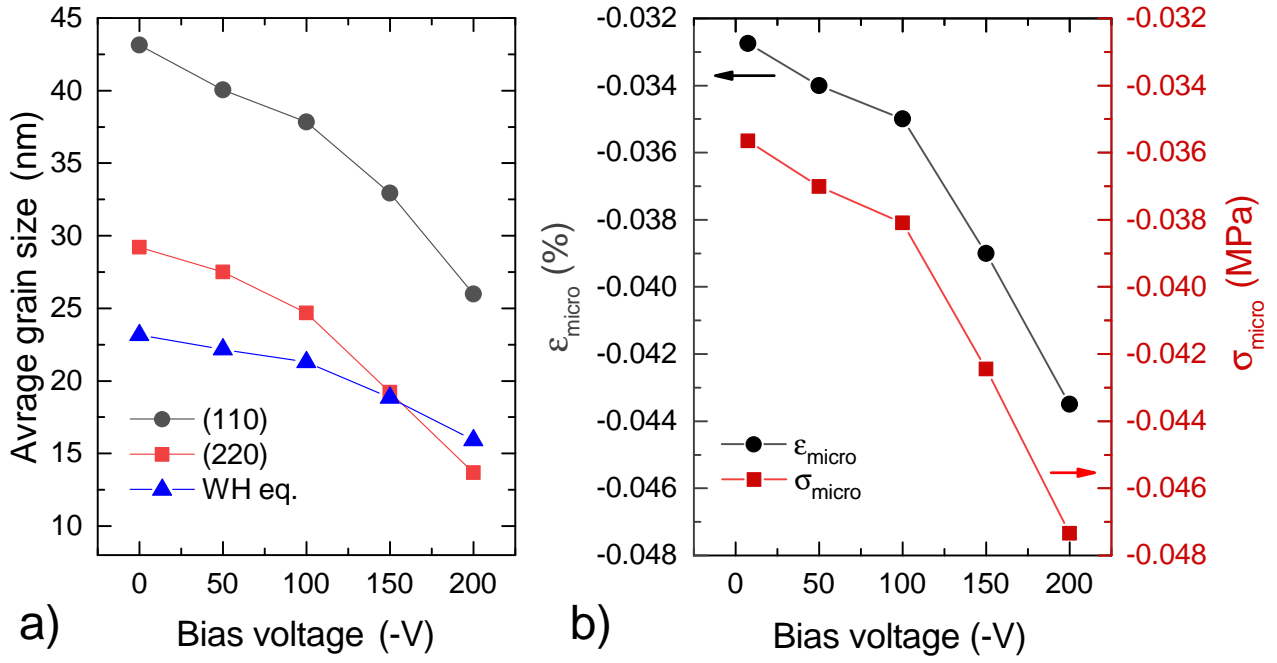 45
40
35
30
25
20
15
10
Avrage grain size (nm)
(110)
(220)
WH eq.
0 50 100 150 200
Bias voltage (-V)
a)
-0.032
-0.034
-0.036
-0.038
-0.040
-0.042
-0.044
-0.046
-0.048
εmicro (%)
εmicro
σmicro
0 50 100 150 200
Bias voltage (-V)
b)
-0.032
-0.034
-0.036
-0.038
-0.040
-0.042
-0.044
-0.046
-0.048
σmicro (MPa)